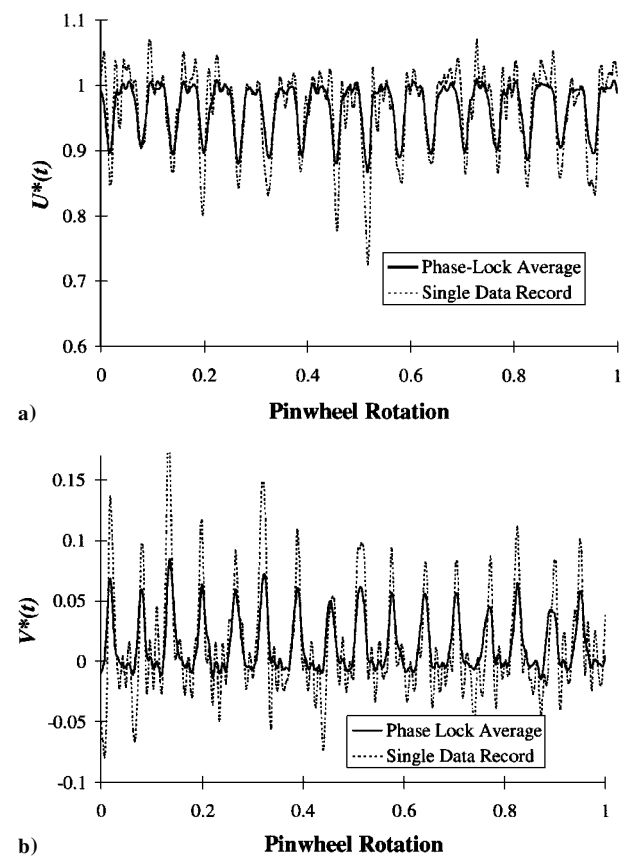 1.1
1
0.9
0.8
0.7
0.6
U*(t)
Phase-Lock Average
Single Data Record
0 0.2 0.4 0.6 0.8 1
Pinwheel Rotation
a)
0.15
0.1
0.05
0
-0.05
-0.1
V*(t)
Phase Lock Average
Single Data Record
0 0.2 0.4 0.6 0.8 1
Pinwheel Rotation
b)